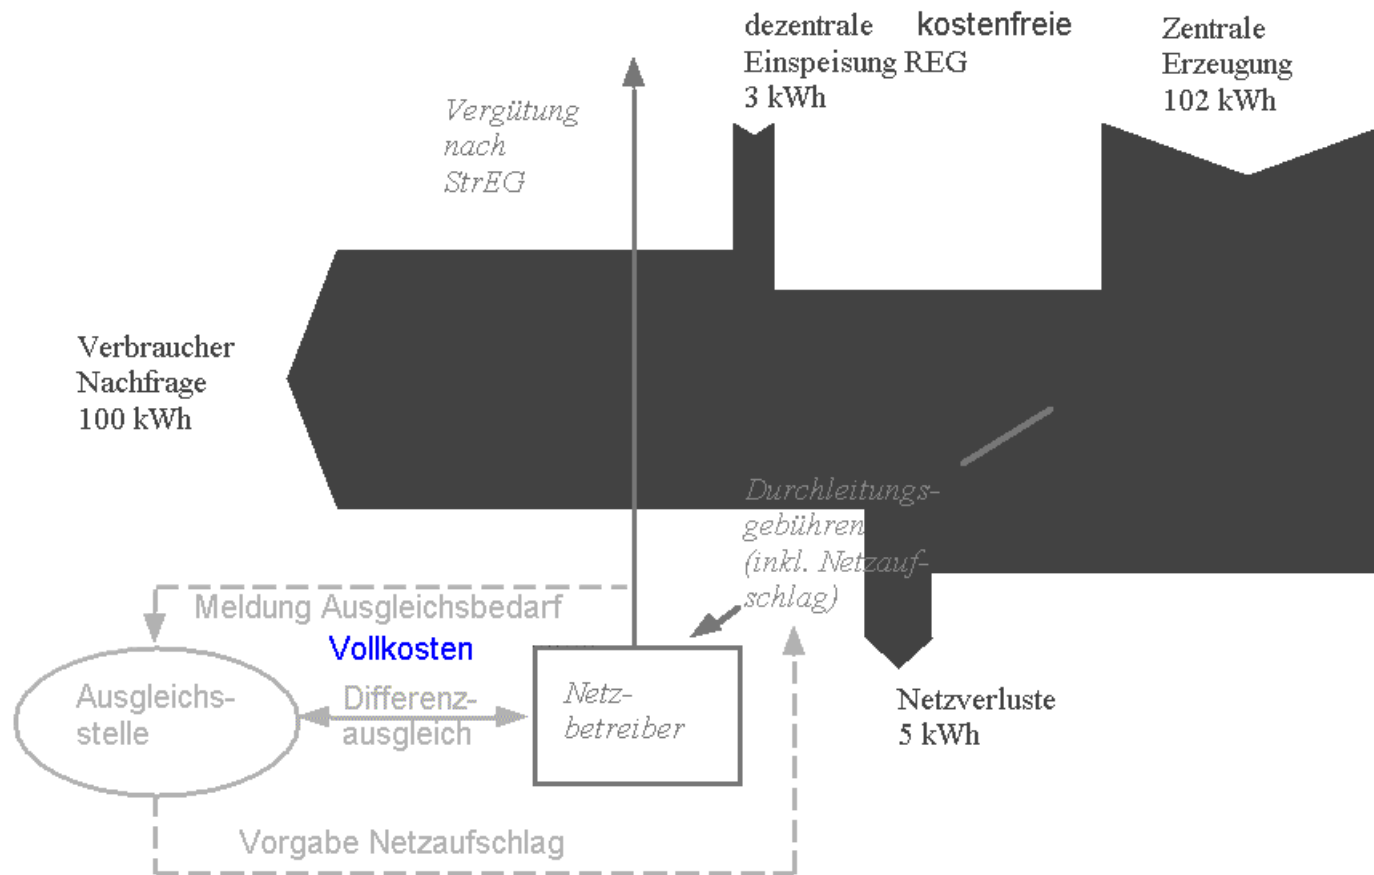 dezentrale kostenfreie
Einspeisung REG
3 kWh
Zentrale
Erzeugung
102 kWh
Vergütung
nach
StrEG
Verbraucher
Nachfrage
100 kWh
Durchleitungs-
gebühren
(inkl. Netzauf-
schlag)
Meldung Ausgleichsbedarf
Vollkosten
Ausgleichs-
stelle
Differenz-
ausgleich
Netz-
betreiber
Netzverluste
5 kWh
Vorgabe Netzaufschlag